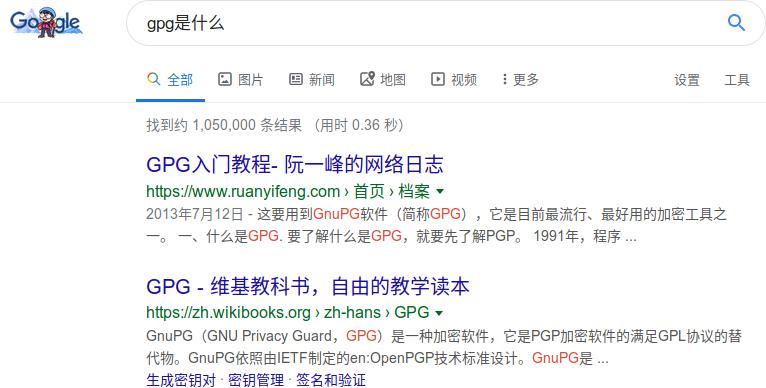 Google
gpg是什么
全部 图片 新闻 地图 视频 更多 设置 工具
找到约 1,050,000 条结果 （用时 0.36 秒）
GPG入门教程- 阮一峰的网络日志
https://www.ruanyifeng.com › 首页 › 档案
2013年7月12日 - 这要用到GnuPG软件（简称GPG），它是目前最流行、最好用的加密工具之
一。 一、什么是GPG. 要了解什么是GPG，就要先了解PGP。 1991年，程序 ...
GPG - 维基教科书，自由的教学读本
https://zh.wikibooks.org › zh-hans › GPG
GnuPG（GNU Privacy Guard，GPG）是一种加密软件，它是PGP加密软件的满足GPL协议的替
代物。GnuPG依照由IETF制定的en:OpenPGP技术标准设计。GnuPG是 ...
生成密钥对 · 密钥管理 · 签名和验证